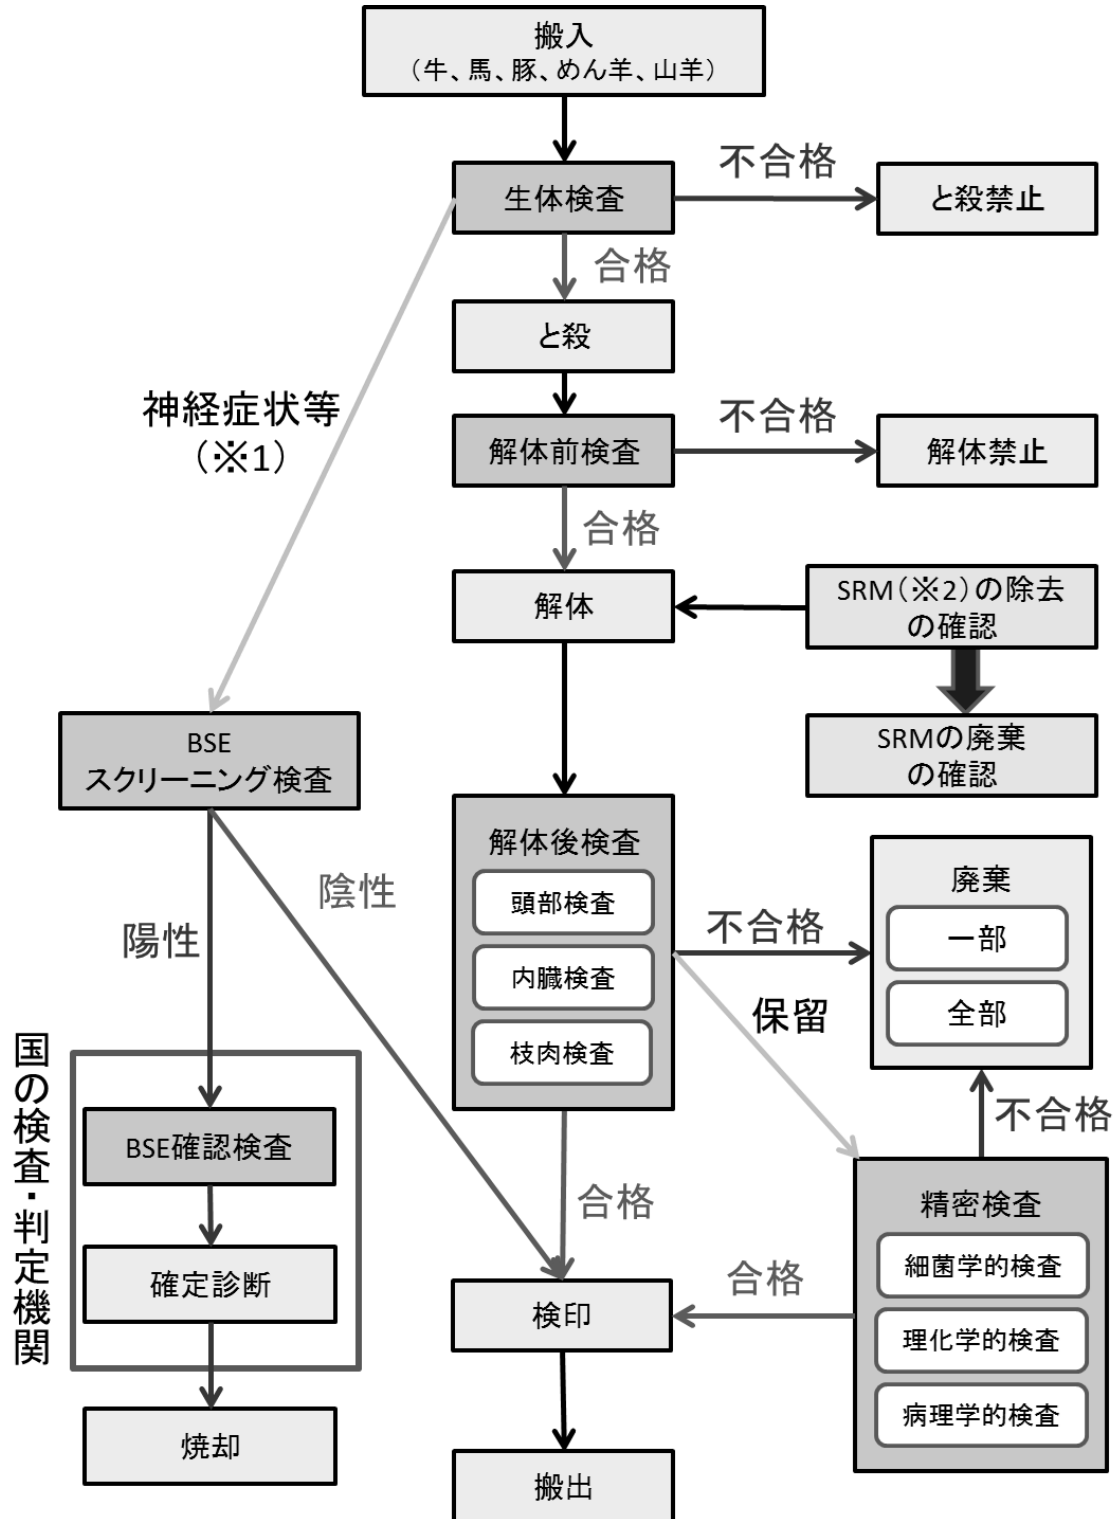 搬入
（牛、馬、豚、めん羊、山羊）
生体検査
不合格
と殺禁止
合格
と殺
神経症状等
（※1）
解体前検査
不合格
解体禁止
合格
解体
SRM（※2）の除去
の確認
SRMの廃棄
の確認
BSE
スクリーニング検査
陽性
陰性
解体後検査
頭部検査
内臓検査
枝肉検査
不合格
廃棄
一部
全部
保留
不合格
国の検査・判定機関
BSE確認検査
確定診断
焼却
合格
精密検査
細菌学的検査
理化学的検査
病理学的検査
合格
検印
搬出